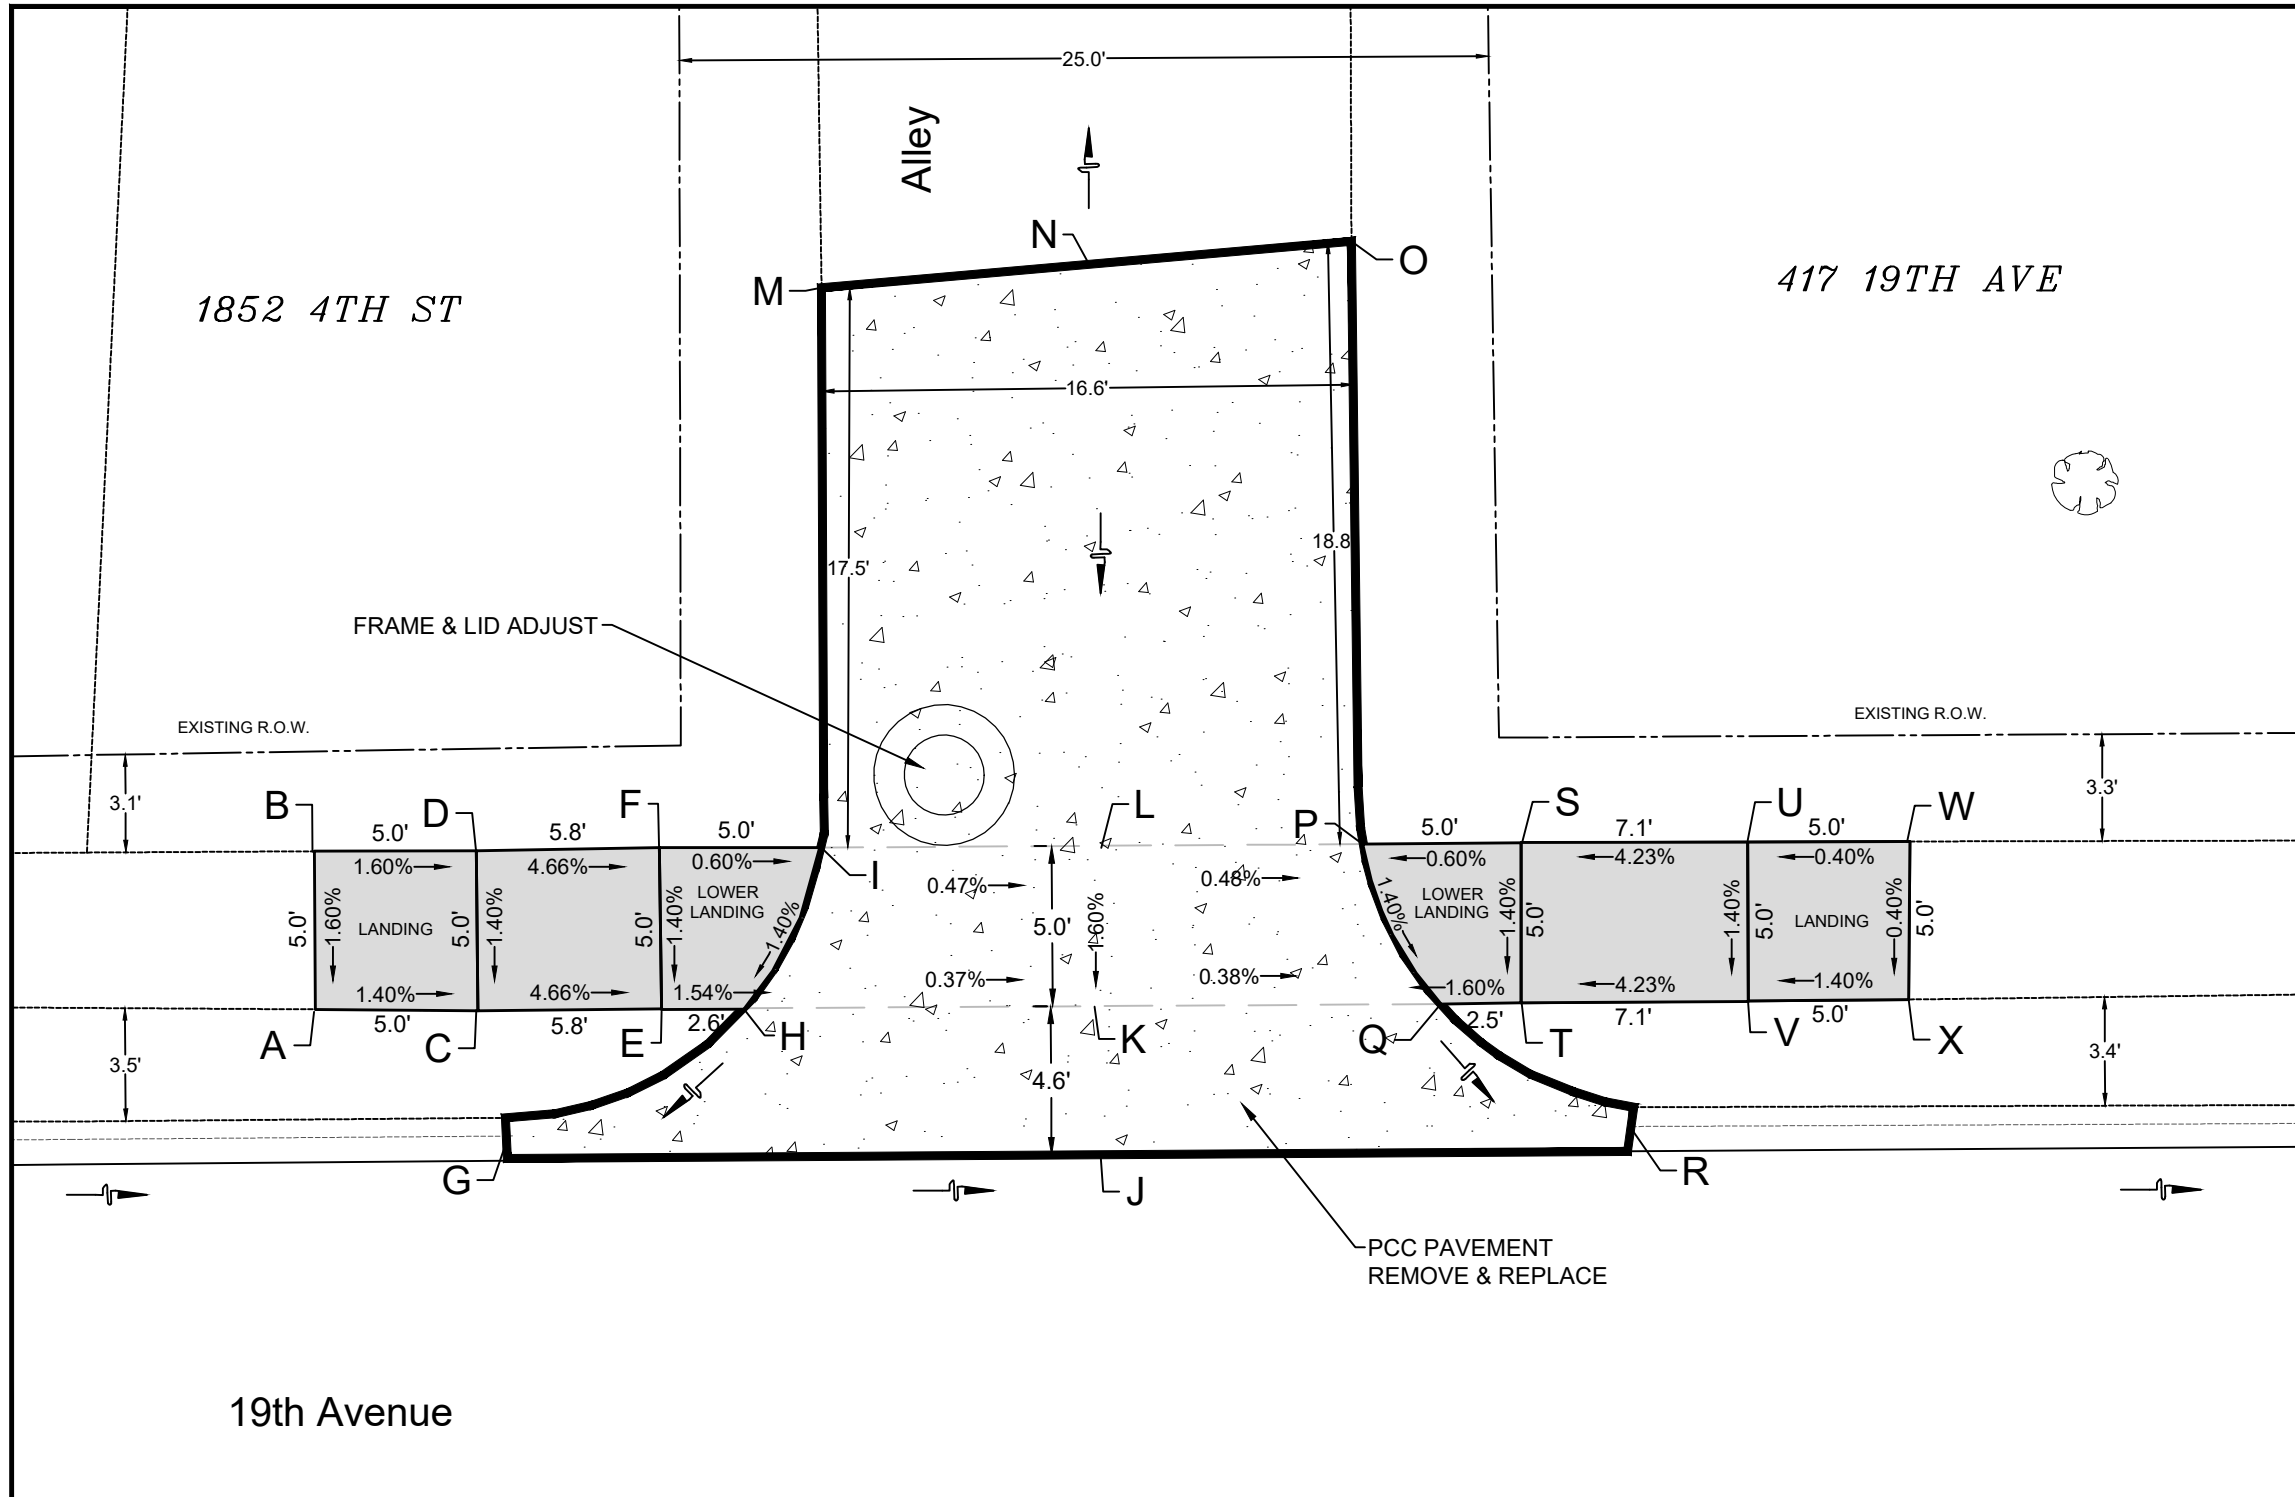 25.0'
Alley
N
O
M
1852 4TH ST
417 19TH AVE
16.6'
17.5'
18.8
FRAME & LID ADJUST
EXISTING R.O.W.
EXISTING R.O.W.
3.1'
3.3'
B
D
F
L
P
S
U
W
5.0'
5.8'
5.0'
5.0'
7.1'
5.0'
1.60%
4.66%
0.60%
0.60%
4.23%
0.40%
I
0.47%
0.48%
LOWER
LANDING
LOWER
LANDING
LANDING
LANDING
5.0'
1.60%
5.0'
1.40%
5.0'
1.40%
1.40%
5.0'
1.60%
1.40%
1.40%
5.0'
1.40%
5.0'
0.40%
5.0'
0.37%
0.38%
1.40%
4.66%
1.54%
1.60%
4.23%
1.40%
5.0'
5.8'
2.6'
2.5'
7.1'
5.0'
A
C
E
H
K
Q
T
V
X
3.5'
4.6'
3.4'
G
J
R
PCC PAVEMENT
REMOVE & REPLACE
19th Avenue